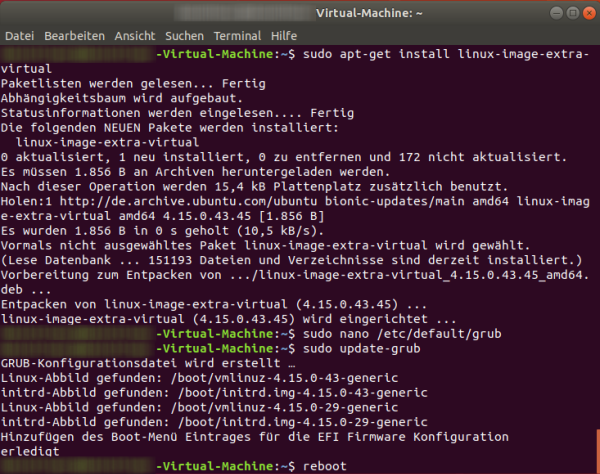 Virtual-Machine: ~
Datei Bearbeiten Ansicht Suchen Terminal Hilfe
-Virtual-Machine:~$ sudo apt-get install linux-image-extra-
virtual
Paketlisten werden gelesen... Fertig
Abhängigkeitsbaum wird aufgebaut.
Statusinformationen werden eingelesen.... Fertig
Die folgenden NEUEN Pakete werden installiert:
  linux-image-extra-virtual
0 aktualisiert, 1 neu installiert, 0 zu entfernen und 172 nicht aktualisiert.
Es müssen 1.856 B an Archiven heruntergeladen werden.
Nach dieser Operation werden 15,4 kB Plattenplatz zusätzlich benutzt.
Holen:1 http://de.archive.ubuntu.com/ubuntu bionic-updates/main amd64 linux-imag
e-extra-virtual amd64 4.15.0.43.45 [1.856 B]
Es wurden 1.856 B in 0 s geholt (10,5 kB/s).
Vormals nicht ausgewähltes Paket linux-image-extra-virtual wird gewählt.
(Lese Datenbank ... 151193 Dateien und Verzeichnisse sind derzeit installiert.)
Vorbereitung zum Entpacken von .../linux-image-extra-virtual_4.15.0.43.45_amd64.
deb ...
Entpacken von linux-image-extra-virtual (4.15.0.43.45) ...
linux-image-extra-virtual (4.15.0.43.45) wird eingerichtet ...
-Virtual-Machine:~$ sudo nano /etc/default/grub
-Virtual-Machine:~$ sudo update-grub
GRUB-Konfigurationsdatei wird erstellt …
Linux-Abbild gefunden: /boot/vmlinuz-4.15.0-43-generic
initrd-Abbild gefunden: /boot/initrd.img-4.15.0-43-generic
Linux-Abbild gefunden: /boot/vmlinuz-4.15.0-29-generic
initrd-Abbild gefunden: /boot/initrd.img-4.15.0-29-generic
Hinzufügen des Boot-Menü Eintrages für die EFI Firmware Konfiguration
erledigt
-Virtual-Machine:~$ reboot